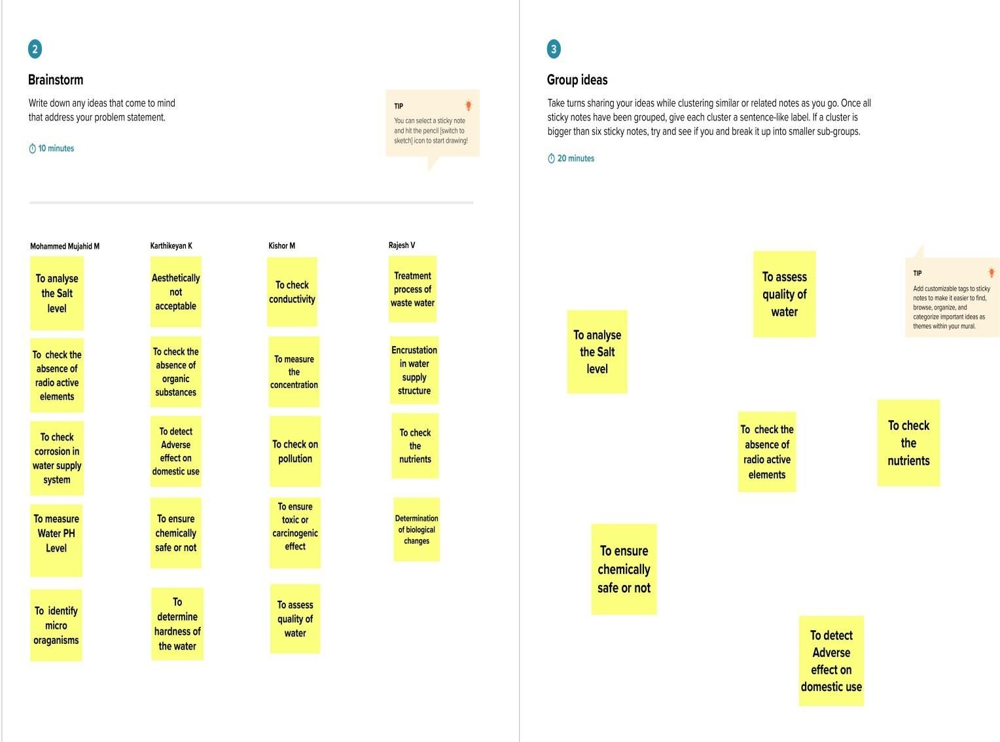 2
Brainstorm
Write down any ideas that come to mind
that address your problem statement.
10 minutes
TIP
You can select a sticky note
and hit the pencil [switch to
sketch] icon to start drawing!
Mohammed Mujahid M
To analyse
the Salt
level
To  check the
absence of
radio active
elements
To check
corrosion in
water supply
system
To measure
Water PH
Level
To  identify
micro
oraganisms
Karthikeyan K
Aesthetically
not
acceptable
To check the
absence of
organic
substances
To detect
Adverse
effect on
domestic use
To ensure
chemically
safe or not
To
determine
hardness of
the water
Kishor M
To check
conductivity
To measure
the
concentration
To check on
pollution
To ensure
toxic or
carcinogenic
effect
To assess
quality of
water
Rajesh V
Treatment
process of
waste water
Encrustation
in water
supply
structure
To check
the
nutrients
Determination
of biological
changes
3
Group ideas
Take turns sharing your ideas while clustering similar or related notes as you go. Once all
sticky notes have been grouped, give each cluster a sentence-like label. If a cluster is
bigger than six sticky notes, try and see if you and break it up into smaller sub-groups.
20 minutes
To assess
quality of
water
TIP
Add customizable tags to sticky
notes to make it easier to find,
browse, organize, and
categorize important ideas as
themes within your mural.
To analyse
the Salt
level
To  check the
absence of
radio active
elements
To check
the
nutrients
To ensure
chemically
safe or not
To detect
Adverse
effect on
domestic use